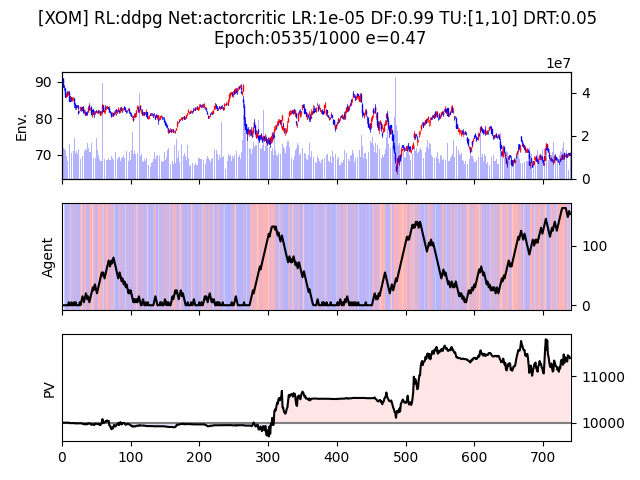 [XOM] RL:ddpg Net:actorcritic LR:1e-05 DF:0.99 TU:[1,10] DRT:0.05
Epoch:0535/1000 e=0.47
1e7
Env.
90
80
70
4
2
0
Agent
100
0
PV
11000
10000
0 100 200 300 400 500 600 700